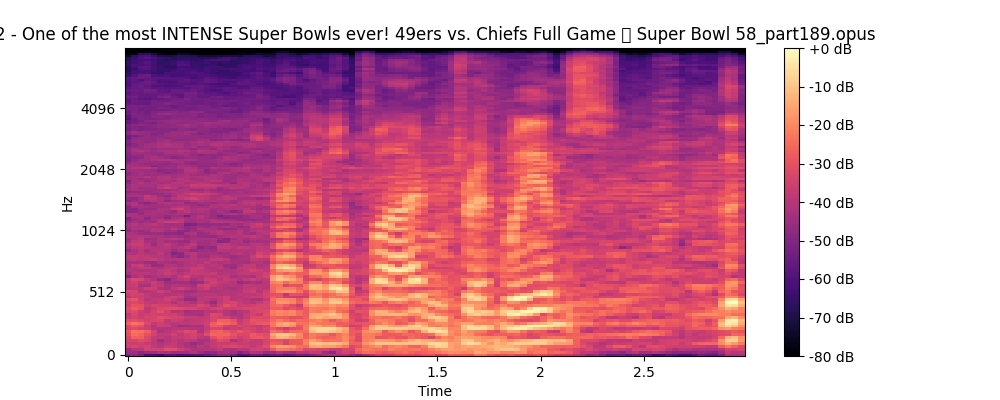 2 - One of the most INTENSE Super Bowls ever! 49ers vs. Chiefs Full Game ▯ Super Bowl 58_part189.opus
+0 dB
4096
-10 dB
-20 dB
2048
-30 dB
Hz
-40 dB
1024
-50 dB
512
-60 dB
-70 dB
0
-80 dB
0 0.5 1 1.5 2 2.5
Time